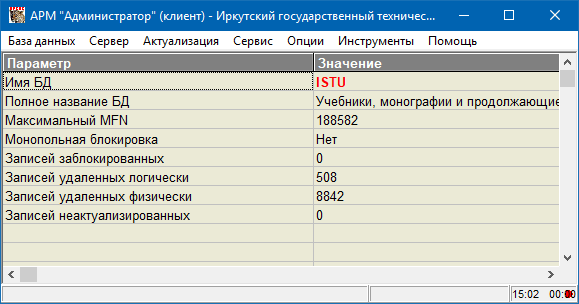 АРМ "Администратор" (клиент) - Иркутский государственный техничес...
База данных Сервер Актуализация Сервис Опции Инструменты Помощь
Параметр Значение
Имя БД ISTU
Полное название БД Учебники, монографии и продолжающие
Максимальный MFN 188582
Монопольная блокировка Нет
Записей заблокированных 0
Записей удаленных логически 508
Записей удаленных физически 8842
Записей неактуализированных 0
15:02